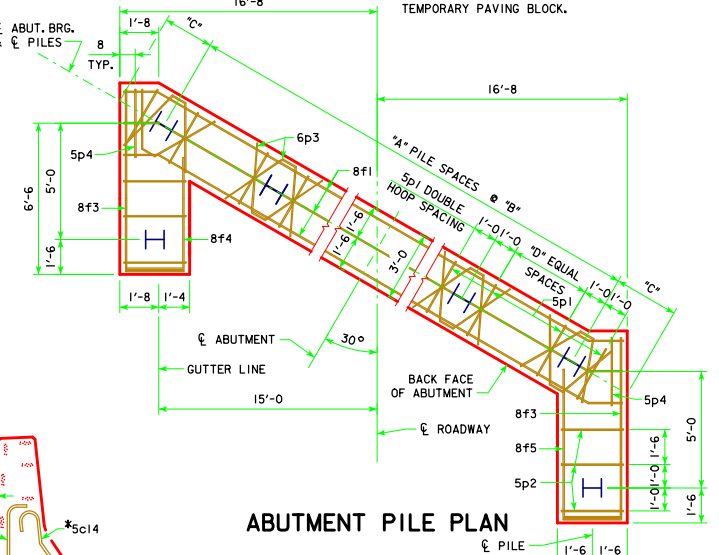 16'-8
TEMPORARY PAVING BLOCK.
ABUT. BRG.
& ℄ PILES
1'-8
"C"
8
TYP.
16'-8
6p3
5p4
8f1
"A" PILE SPACES @ "B"
5p1 DOUBLE
HOOP SPACING
1'-0
1'-0
"D" EQUAL
SPACES
1'-0
1'-0
"C"
6'-6
5'-0
1'-6
8f3
8f4
1'-6
1'-6
3'-0
5p1
1'-8
1'-4
℄ ABUTMENT
30°
GUTTER LINE
BACK FACE
OF ABUTMENT
15'-0
℄ ROADWAY
5p4
8f3
8f5
5p2
5'-0
1'-6
1'-0
1'-0
1'-6
*5c14
ABUTMENT PILE PLAN
℄ PILE
1'-6
1'-6